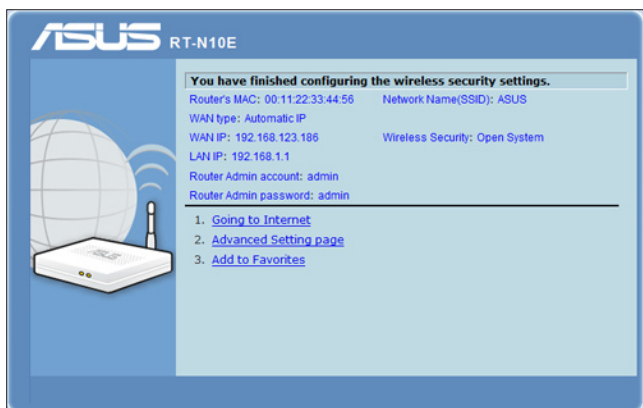 ASUS RT-N10E
You have finished configuring the wireless security settings.
Router's MAC: 00:11:22:33:44:56 Network Name(SSID): ASUS
WAN type: Automatic IP
WAN IP: 192.168.123.186 Wireless Security: Open System
LAN IP: 192.168.1.1
Router Admin account: admin
Router Admin password: admin
1. Going to Internet
2. Advanced Setting page
3. Add to Favorites
ASUS